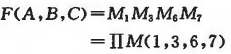 F(A,B,C)=M₁M₃M₆M₇
=∏M(1,3,6,7)